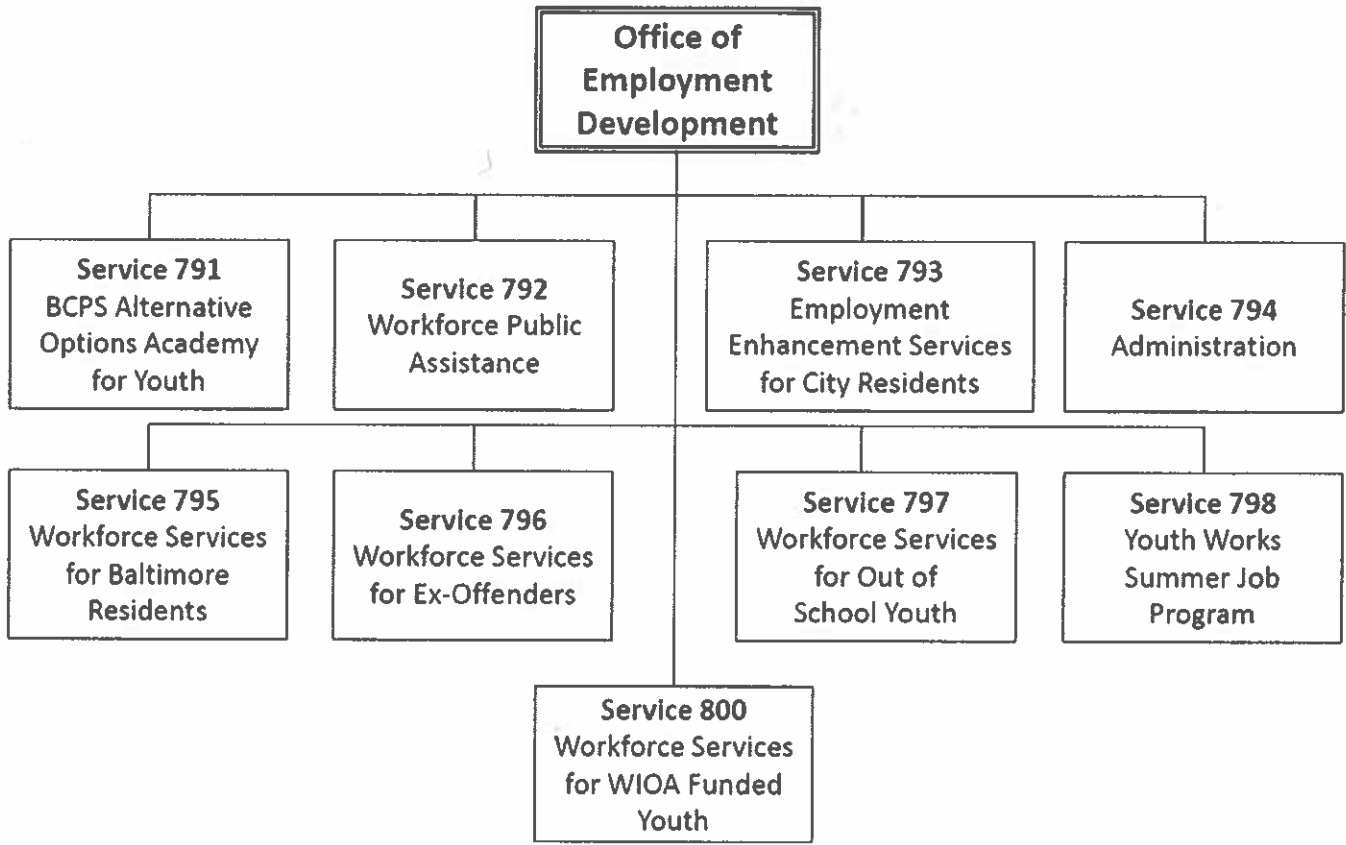 Office of
Employment
Development
Service 791
BCPS Alternative
Options Academy
for Youth
Service 792
Workforce Public
Assistance
Service 793
Employment
Enhancement Services
for City Residents
Service 794
Administration
Service 795
Workforce Services
for Baltimore
Residents
Service 796
Workforce Services
for Ex-Offenders
Service 797
Workforce Services
for Out of
School Youth
Service 798
Youth Works
Summer Job
Program
Service 800
Workforce Services
for WIOA Funded
Youth